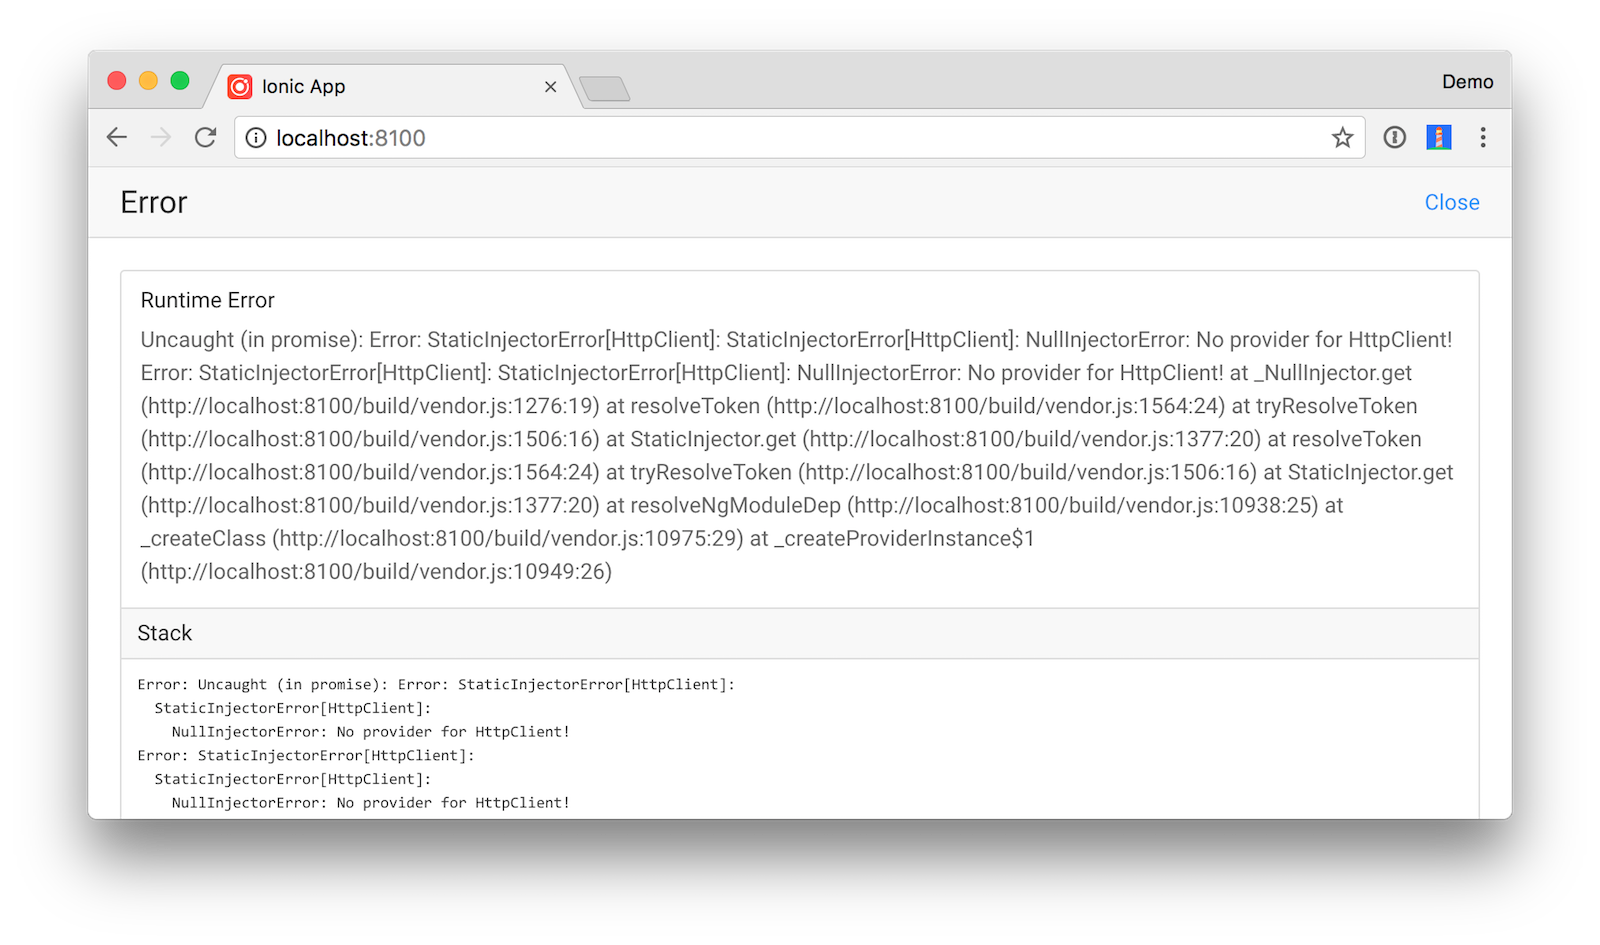 Ionic App
Demo
localhost:8100
Error
Close
Runtime Error
Uncaught (in promise): Error: StaticInjectorError[HttpClient]: StaticInjectorError[HttpClient]: NullInjectorError: No provider for HttpClient!
Error: StaticInjectorError[HttpClient]: StaticInjectorError[HttpClient]: NullInjectorError: No provider for HttpClient! at _NullInjector.get
(http://localhost:8100/build/vendor.js:1276:19) at resolveToken (http://localhost:8100/build/vendor.js:1564:24) at tryResolveToken
(http://localhost:8100/build/vendor.js:1506:16) at StaticInjector.get (http://localhost:8100/build/vendor.js:1377:20) at resolveToken
(http://localhost:8100/build/vendor.js:1564:24) at tryResolveToken (http://localhost:8100/build/vendor.js:1506:16) at StaticInjector.get
(http://localhost:8100/build/vendor.js:1377:20) at resolveNgModuleDep (http://localhost:8100/build/vendor.js:10938:25) at
_createClass (http://localhost:8100/build/vendor.js:10975:29) at _createProviderInstance$1
(http://localhost:8100/build/vendor.js:10949:26)
Stack
Error: Uncaught (in promise): Error: StaticInjectorError[HttpClient]:
StaticInjectorError[HttpClient]:
NullInjectorError: No provider for HttpClient!
Error: StaticInjectorError[HttpClient]:
StaticInjectorError[HttpClient]:
NullInjectorError: No provider for HttpClient!